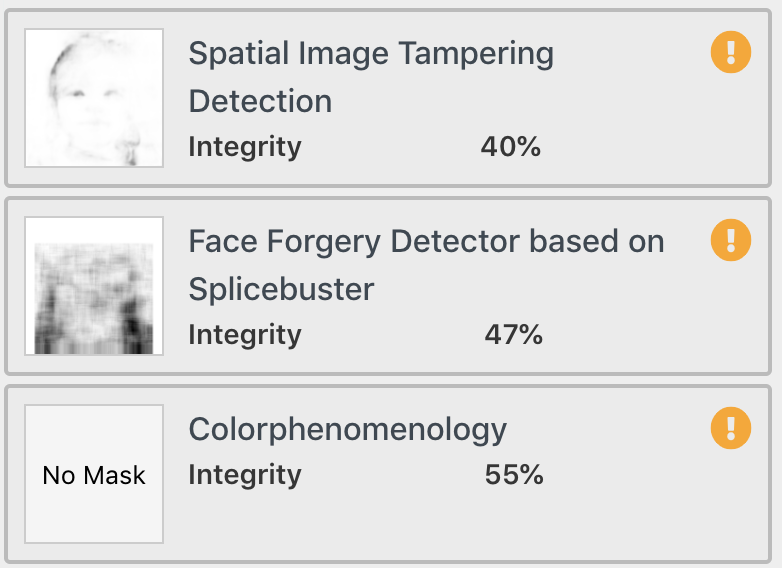 Spatial Image Tampering
Detection
Integrity 40%
Face Forgery Detector based on
Splicebuster
Integrity 47%
No Mask
Colorphenomenology
Integrity 55%